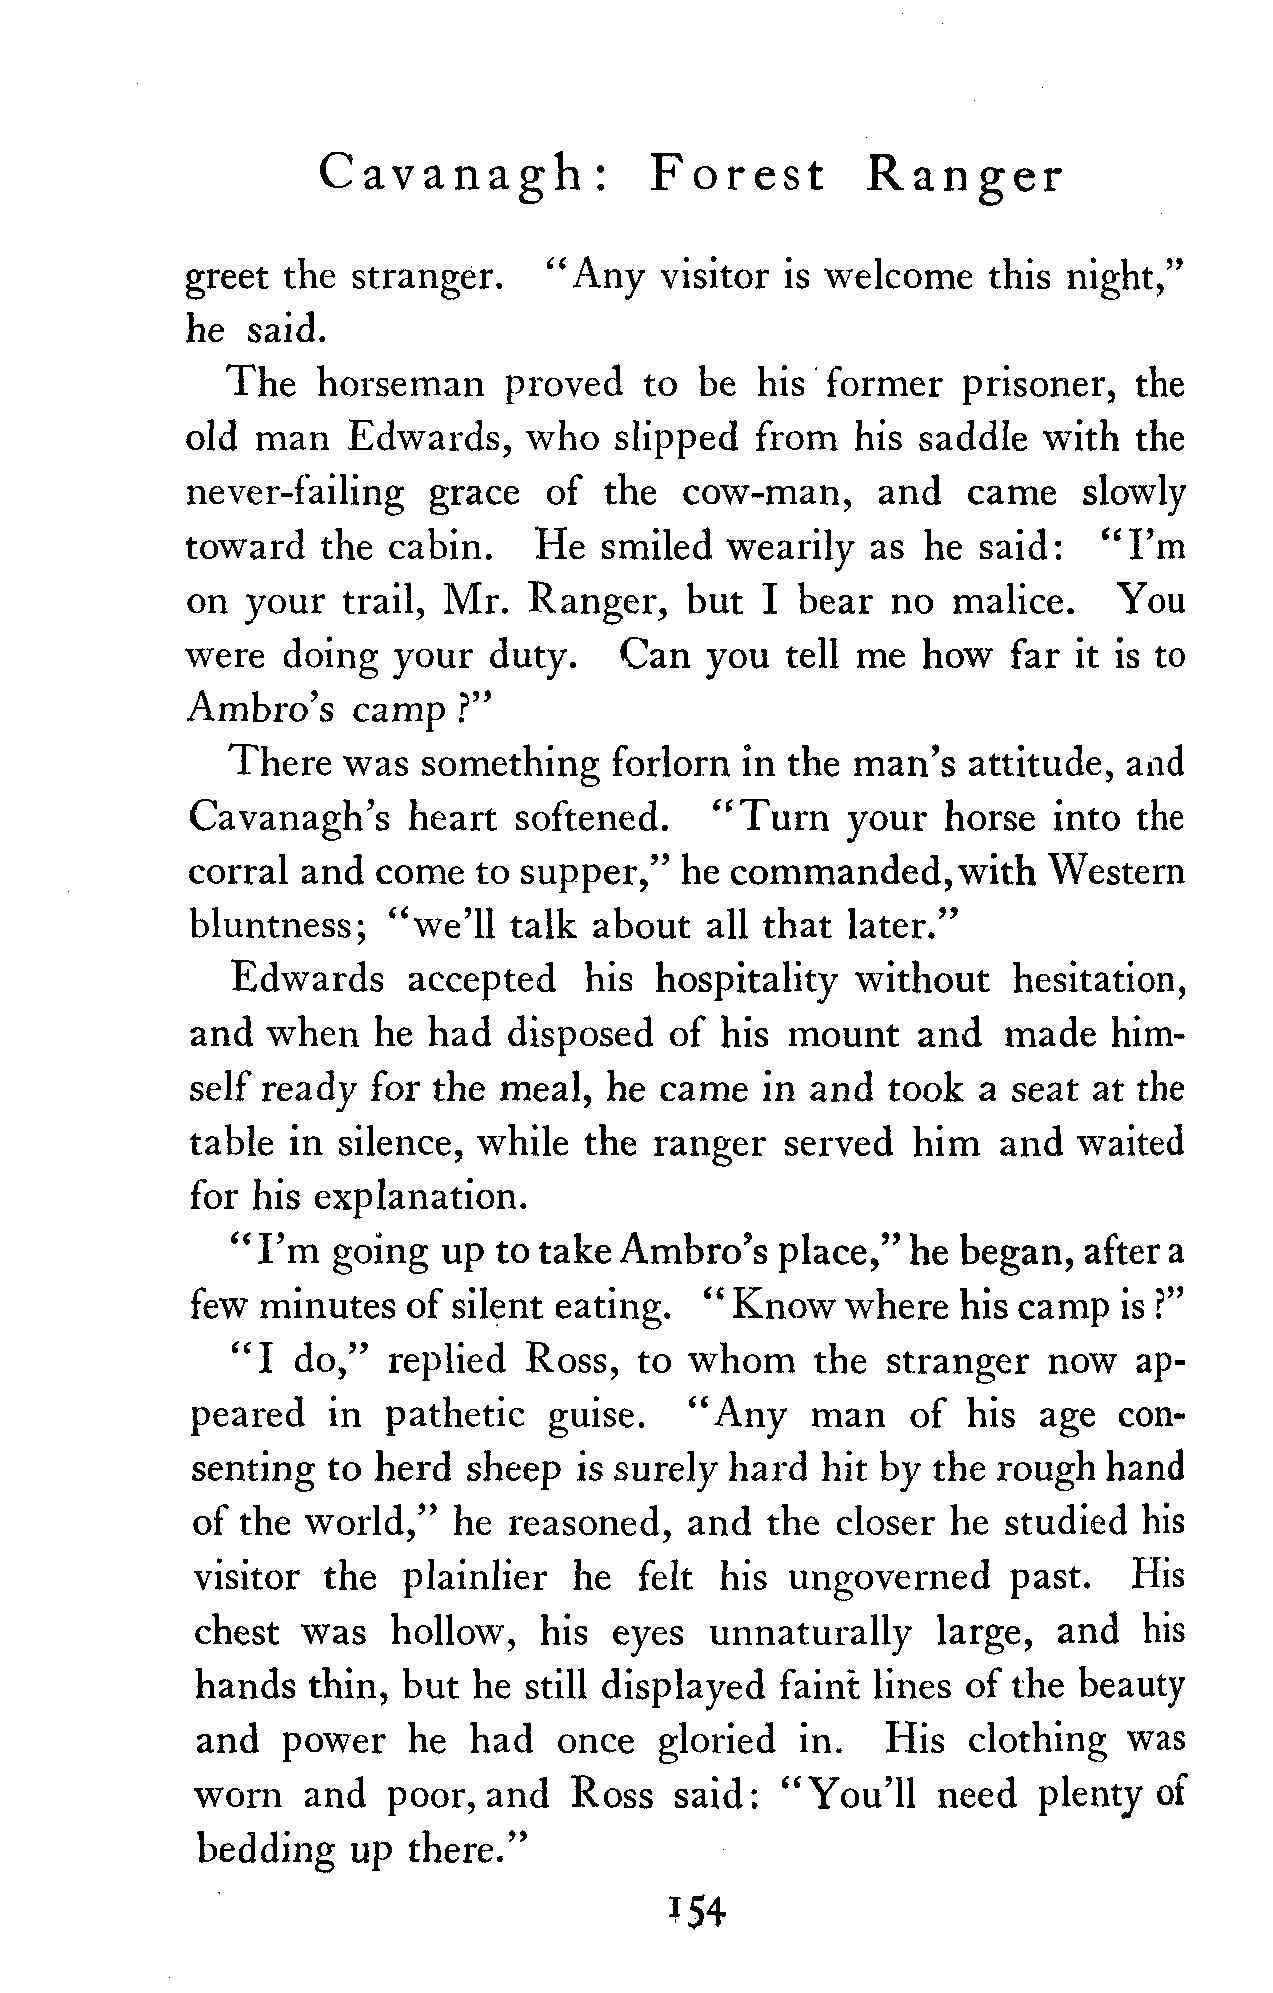 Cavanagh: Forest Ranger
greet the stranger. "Any visitor is welcome this night,"
he said.
The horseman proved to be his former prisoner, the
old man Edwards, who slipped from his saddle with the
never-failing grace of the cow-man, and came slowly
toward the cabin. He smiled wearily as he said: "I'm
on your trail, Mr. Ranger, but I bear no malice. You
were doing your duty. Can you tell me how far it is to
Ambro's camp?"
There was something forlorn in the man's attitude, and
Cavanagh's heart softened. "Turn your horse into the
corral and come to supper," he commanded, with Western
bluntness; "we'll talk about all that later."
Edwards accepted his hospitality without hesitation,
and when he had disposed of his mount and made him-
self ready for the meal, he came in and took a seat at the
table in silence, while the ranger served him and waited
for his explanation.
"I'm going up to take Ambro's place," he began, after a
few minutes of silent eating. "Know where his camp is?"
"I do," replied Ross, to whom the stranger now ap-
peared in pathetic guise. "Any man of his age con-
senting to herd sheep is surely hard hit by the rough hand
of the world," he reasoned, and the closer he studied his
visitor the plainlier he felt his ungoverned past. His
chest was hollow, his eyes unnaturally large, and his
hands thin, but he still displayed faint lines of the beauty
and power he had once gloried in. His clothing was
worn and poor, and Ross said: "You'll need plenty of
bedding up there."
154